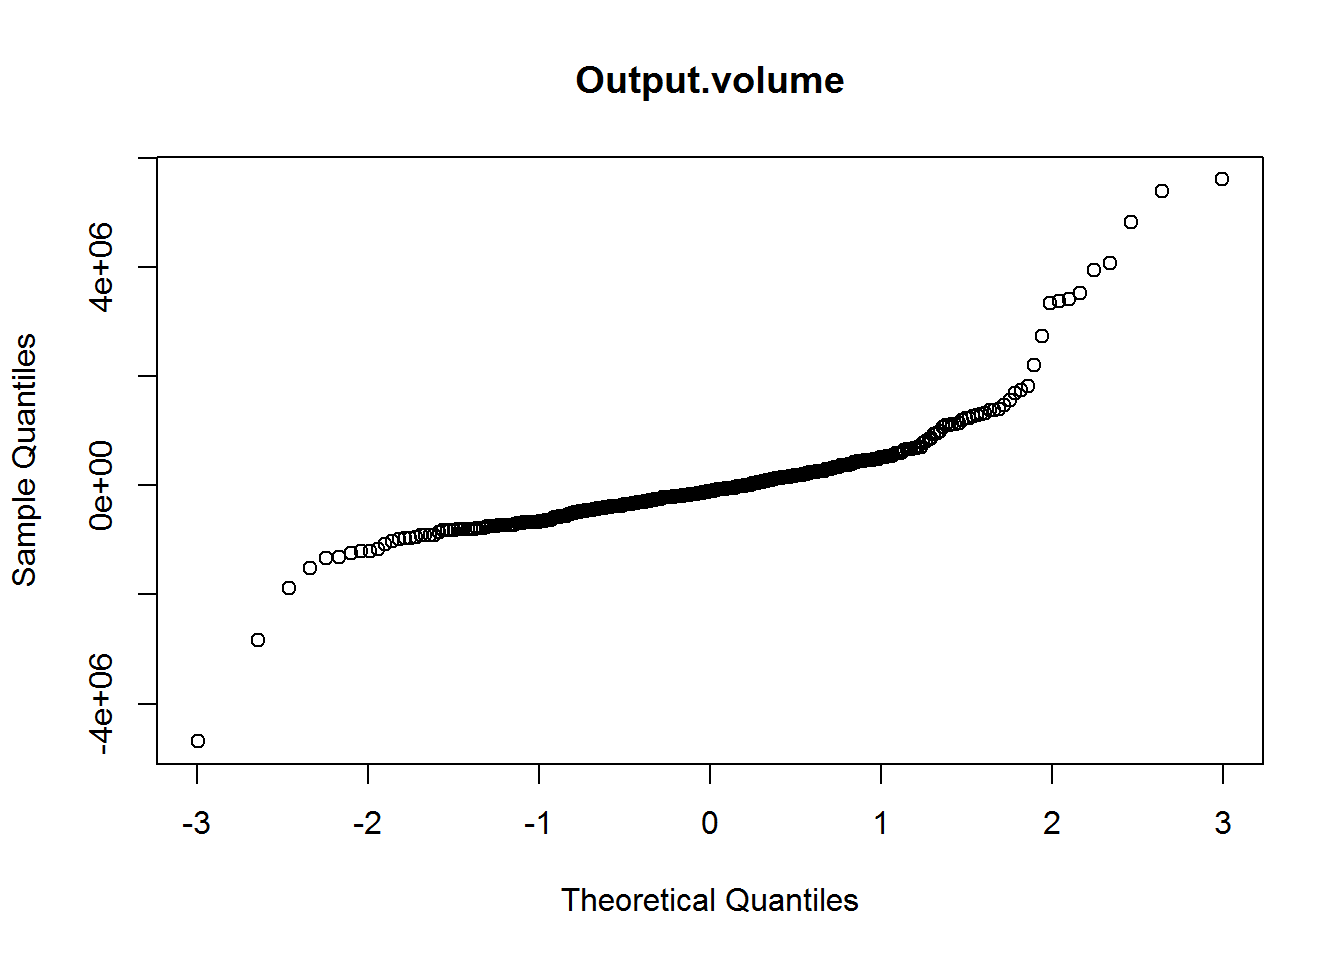 Output.volume
4e+06
0e+00
-4e+06
Sample Quantiles
-3 -2 -1 0 1 2 3
Theoretical Quantiles